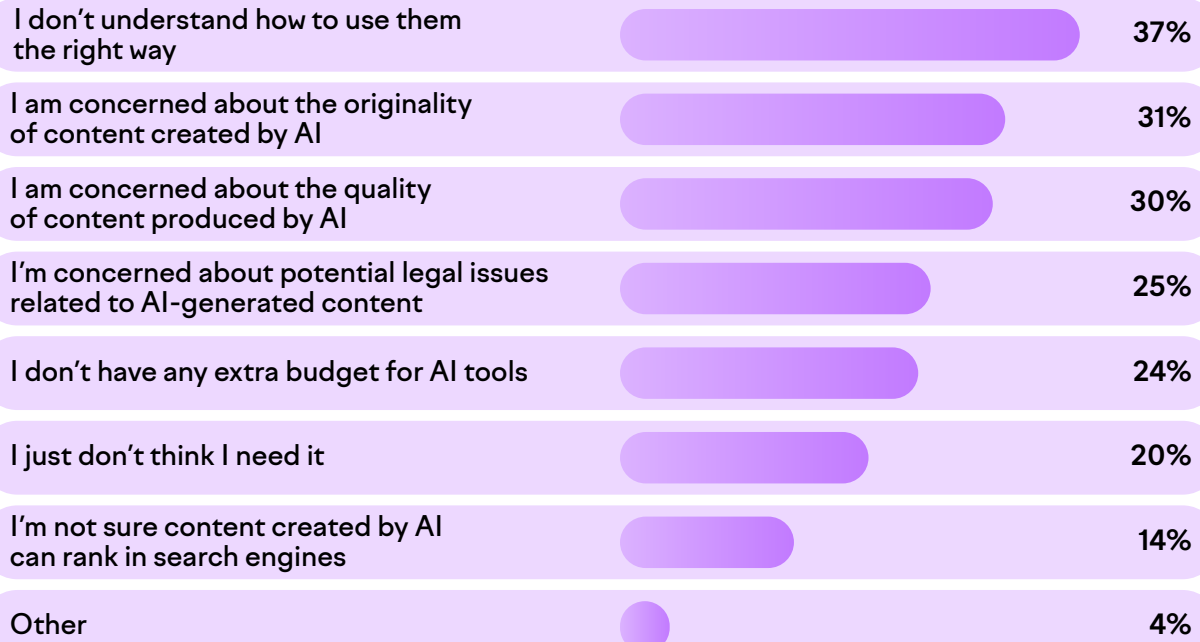 I don’t understand how to use them
the right way
37%
I am concerned about the originality
of content created by AI
31%
I am concerned about the quality
of content produced by AI
30%
I’m concerned about potential legal issues
related to AI-generated content
25%
I don’t have any extra budget for AI tools
24%
I just don’t think I need it
20%
I’m not sure content created by AI
can rank in search engines
14%
Other
4%